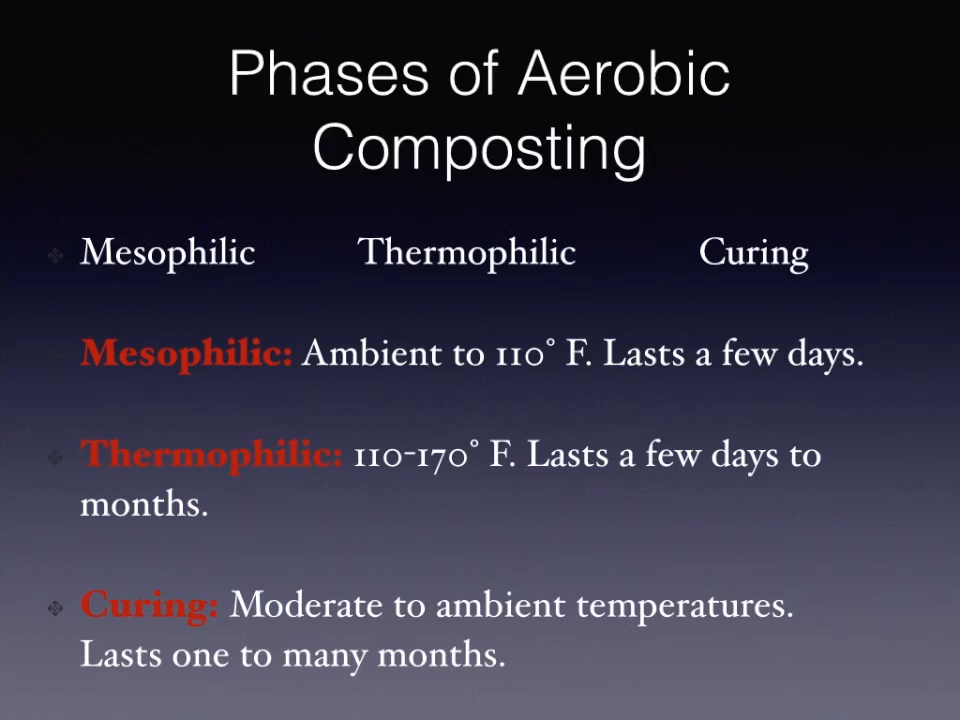 Phases of Aerobic
Composting
Mesophilic Thermophilic Curing
Mesophilic: Ambient to 110° F. Lasts a few days.
Thermophilic: 110-170° F. Lasts a few days to
months.
Curing: Moderate to ambient temperatures.
Lasts one to many months.